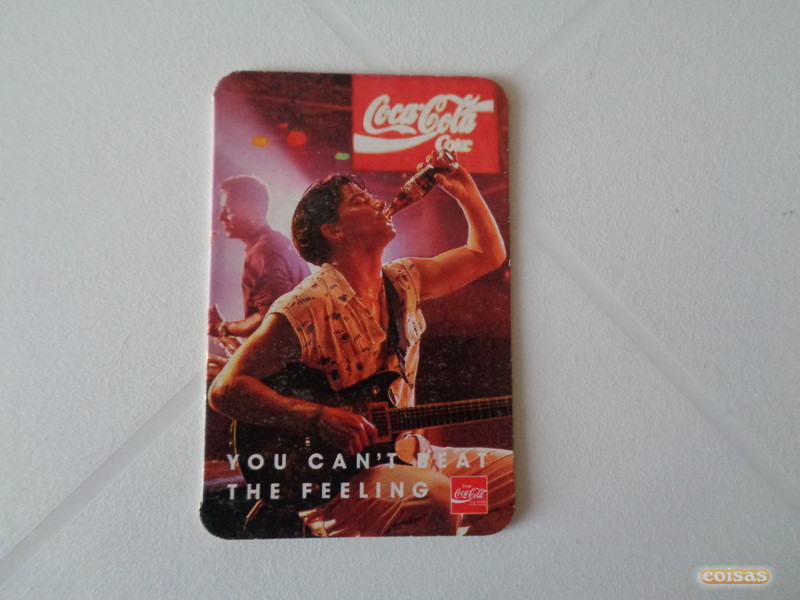 Coca-Cola
Coke
YOU CAN'T BEAT
THE FEELING
Coca-Cola
coisas